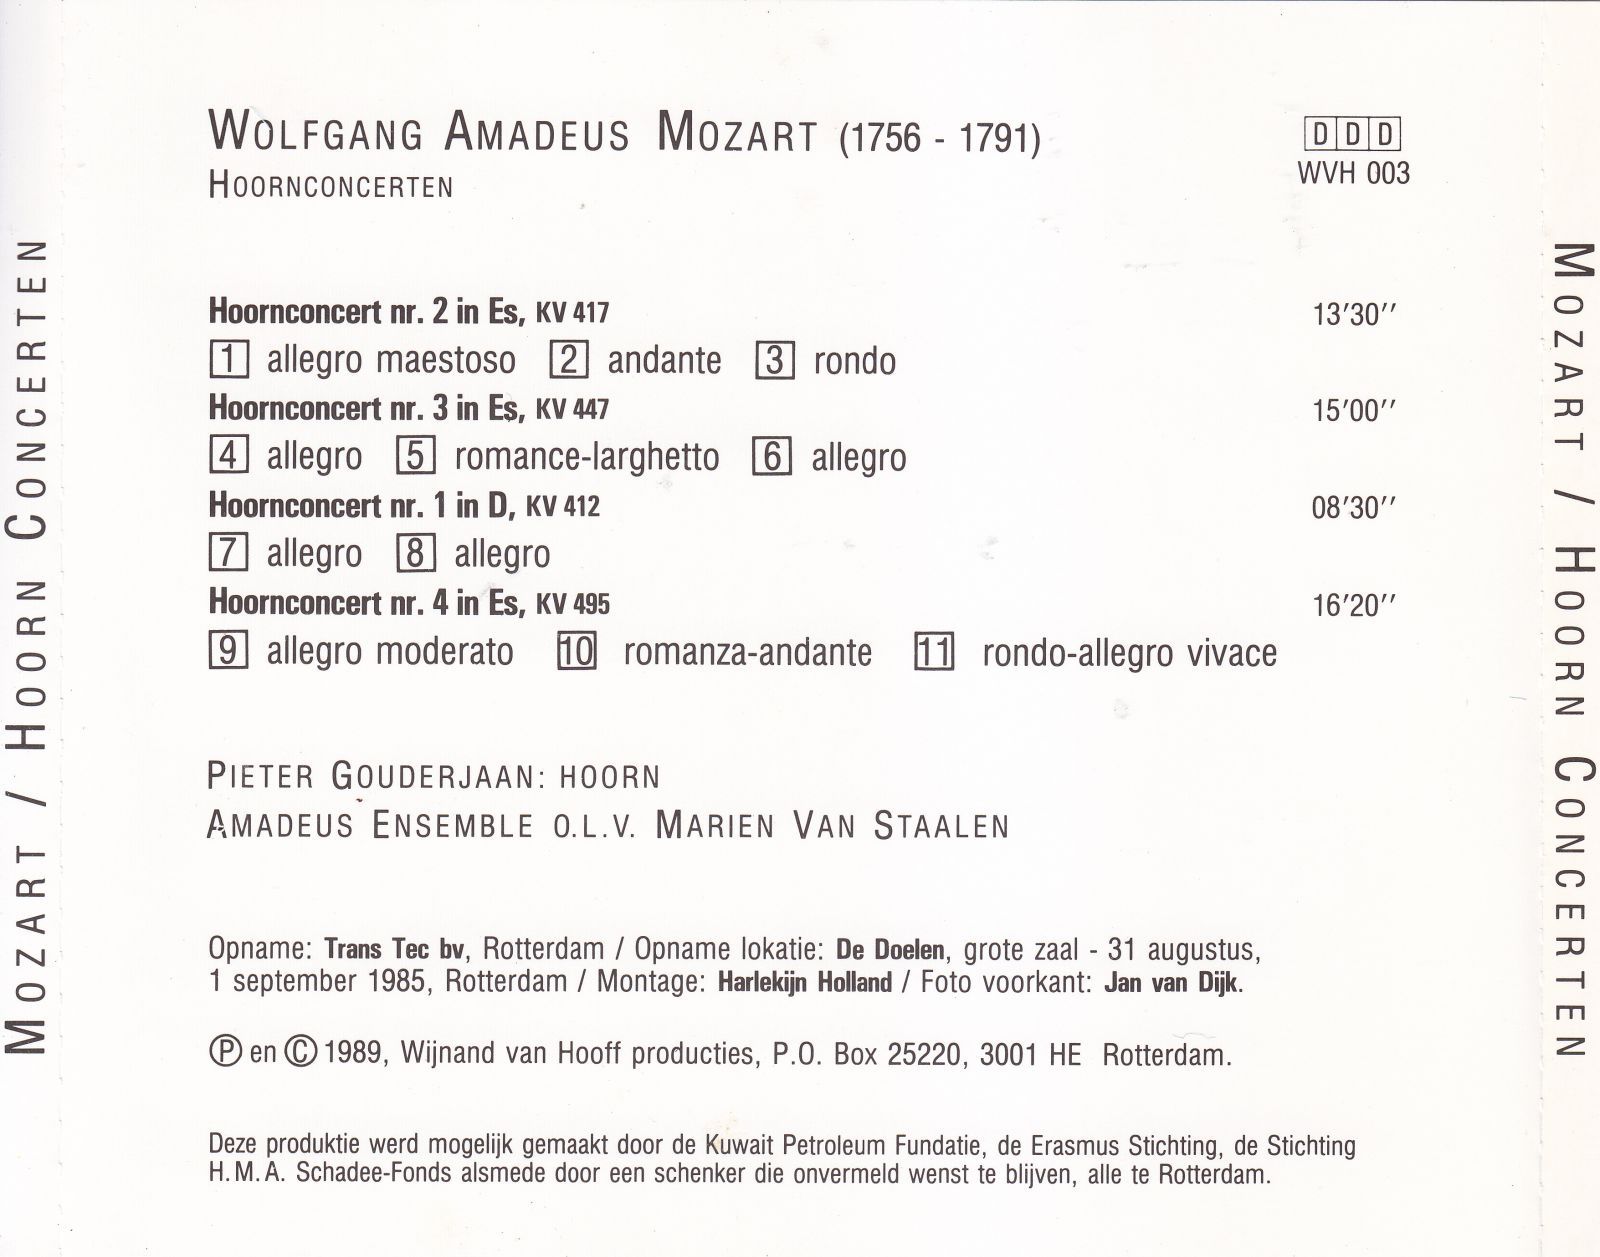 WOLFGANG AMADEUS MOZART (1756 - 1791)
HOORNCONCERTEN
DDD
WVH 003
Hoornconcert nr. 2 in Es, KV 417 13'30''
1 allegro maestoso 2 andante 3 rondo
Hoornconcert nr. 3 in Es, KV 447 15'00''
4 allegro 5 romance-larghetto 6 allegro
Hoornconcert nr. 1 in D, KV 412 08'30''
7 allegro 8 allegro
Hoornconcert nr. 4 in Es, KV 495 16'20''
9 allegro moderato 10 romanza-andante 11 rondo-allegro vivace
PIETER GOUDERJAAN: HOORN
AMADEUS ENSEMBLE O.L.V. MARIEN VAN STAALEN
Opname: Trans Tec bv, Rotterdam / Opname lokatie: De Doelen, grote zaal - 31 augustus,
1 september 1985, Rotterdam / Montage: Harlekijn Holland / Foto voorkant: Jan van Dijk.
Ⓟ en Ⓒ 1989, Wijnand van Hooff producties, P.O. Box 25220, 3001 HE Rotterdam.
Deze produktie werd mogelijk gemaakt door de Kuwait Petroleum Fundatie, de Erasmus Stichting, de Stichting
H.M.A. Schadee-Fonds alsmede door een schenker die onvermeld wenst te blijven, alle te Rotterdam.
MOZART / HOORN CONCERTEN
MOZART / HOORN CONCERTEN